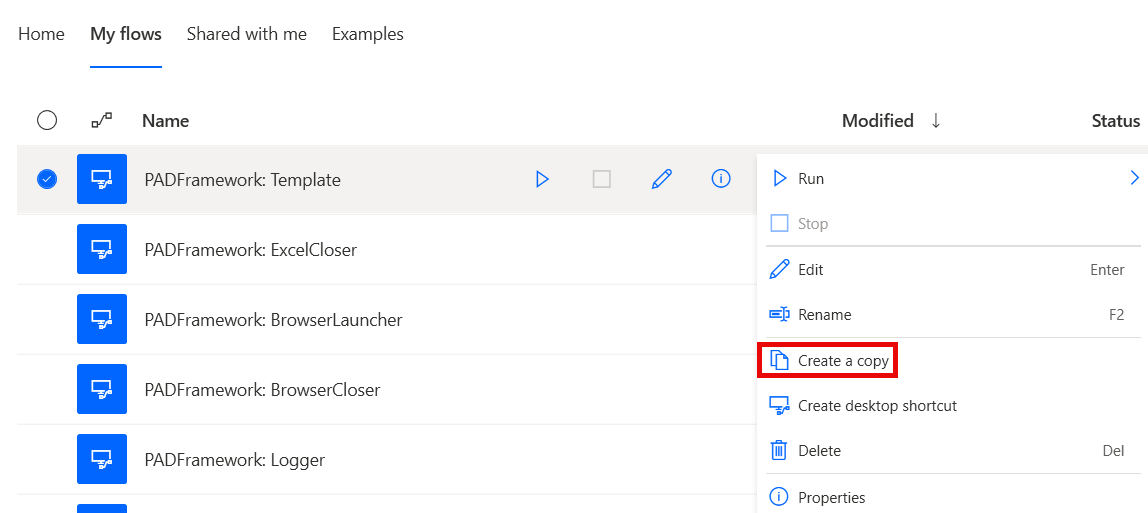 Home My flows Shared with me Examples
Name Modified Status
PADFramework: Template Run
Stop
PADFramework: ExcelCloser
Edit Enter
Rename F2
PADFramework: BrowserLauncher
Create a copy
PADFramework: BrowserCloser
Create desktop shortcut
Delete Del
PADFramework: Logger
Properties